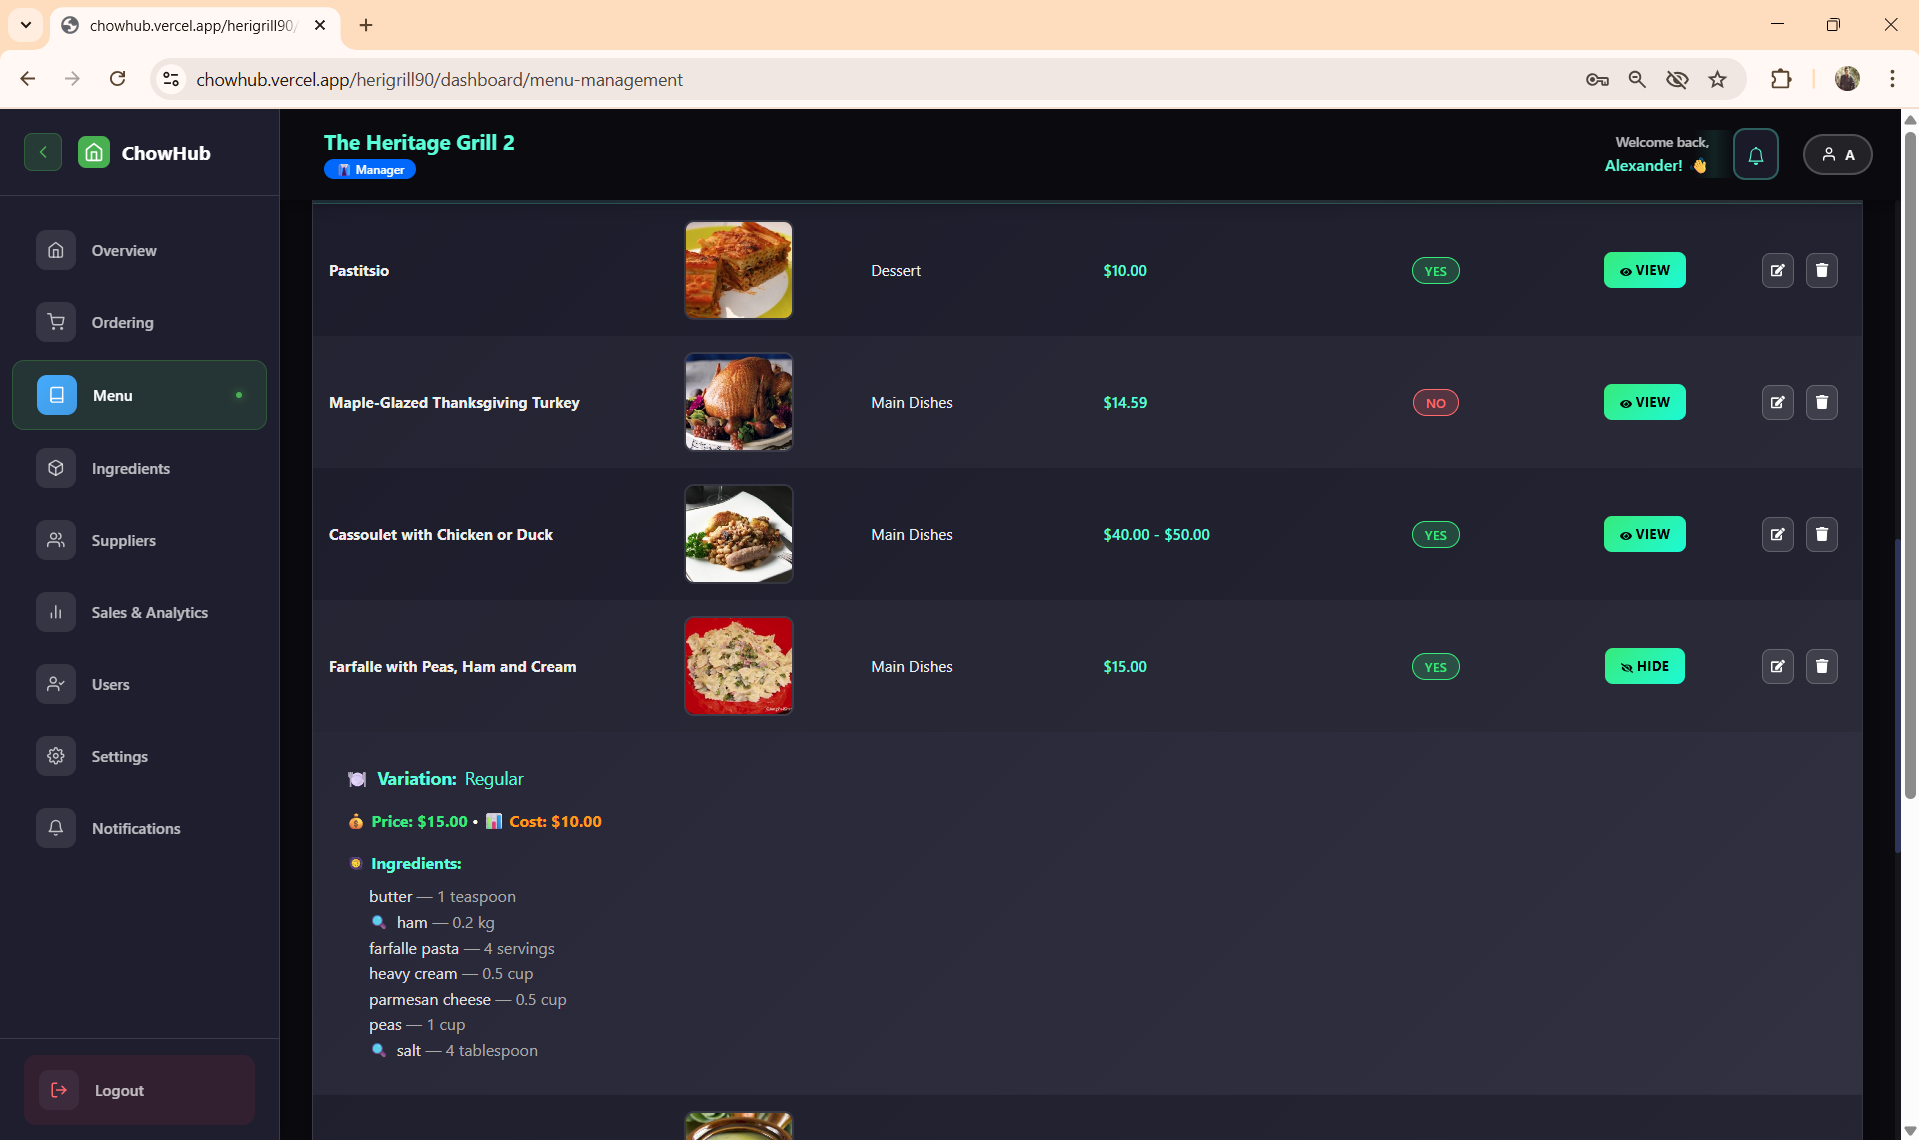 chowhub.vercel.app/herigrill90/
chowhub.vercel.app/herigrill90/dashboard/menu-management
ChowHub
The Heritage Grill 2
Manager
Welcome back,
Alexander! 👋
A
Overview
Ordering
Menu
Ingredients
Suppliers
Sales & Analytics
Users
Settings
Notifications
Logout
Pastitsio Dessert $10.00 YES VIEW
Maple-Glazed Thanksgiving Turkey Main Dishes $14.59 NO VIEW
Cassoulet with Chicken or Duck Main Dishes $40.00 - $50.00 YES VIEW
Farfalle with Peas, Ham and Cream Main Dishes $15.00 YES HIDE
Variation: Regular
Price: $15.00 • Cost: $10.00
Ingredients:
butter — 1 teaspoon
ham — 0.2 kg
farfalle pasta — 4 servings
heavy cream — 0.5 cup
parmesan cheese — 0.5 cup
peas — 1 cup
salt — 4 tablespoon